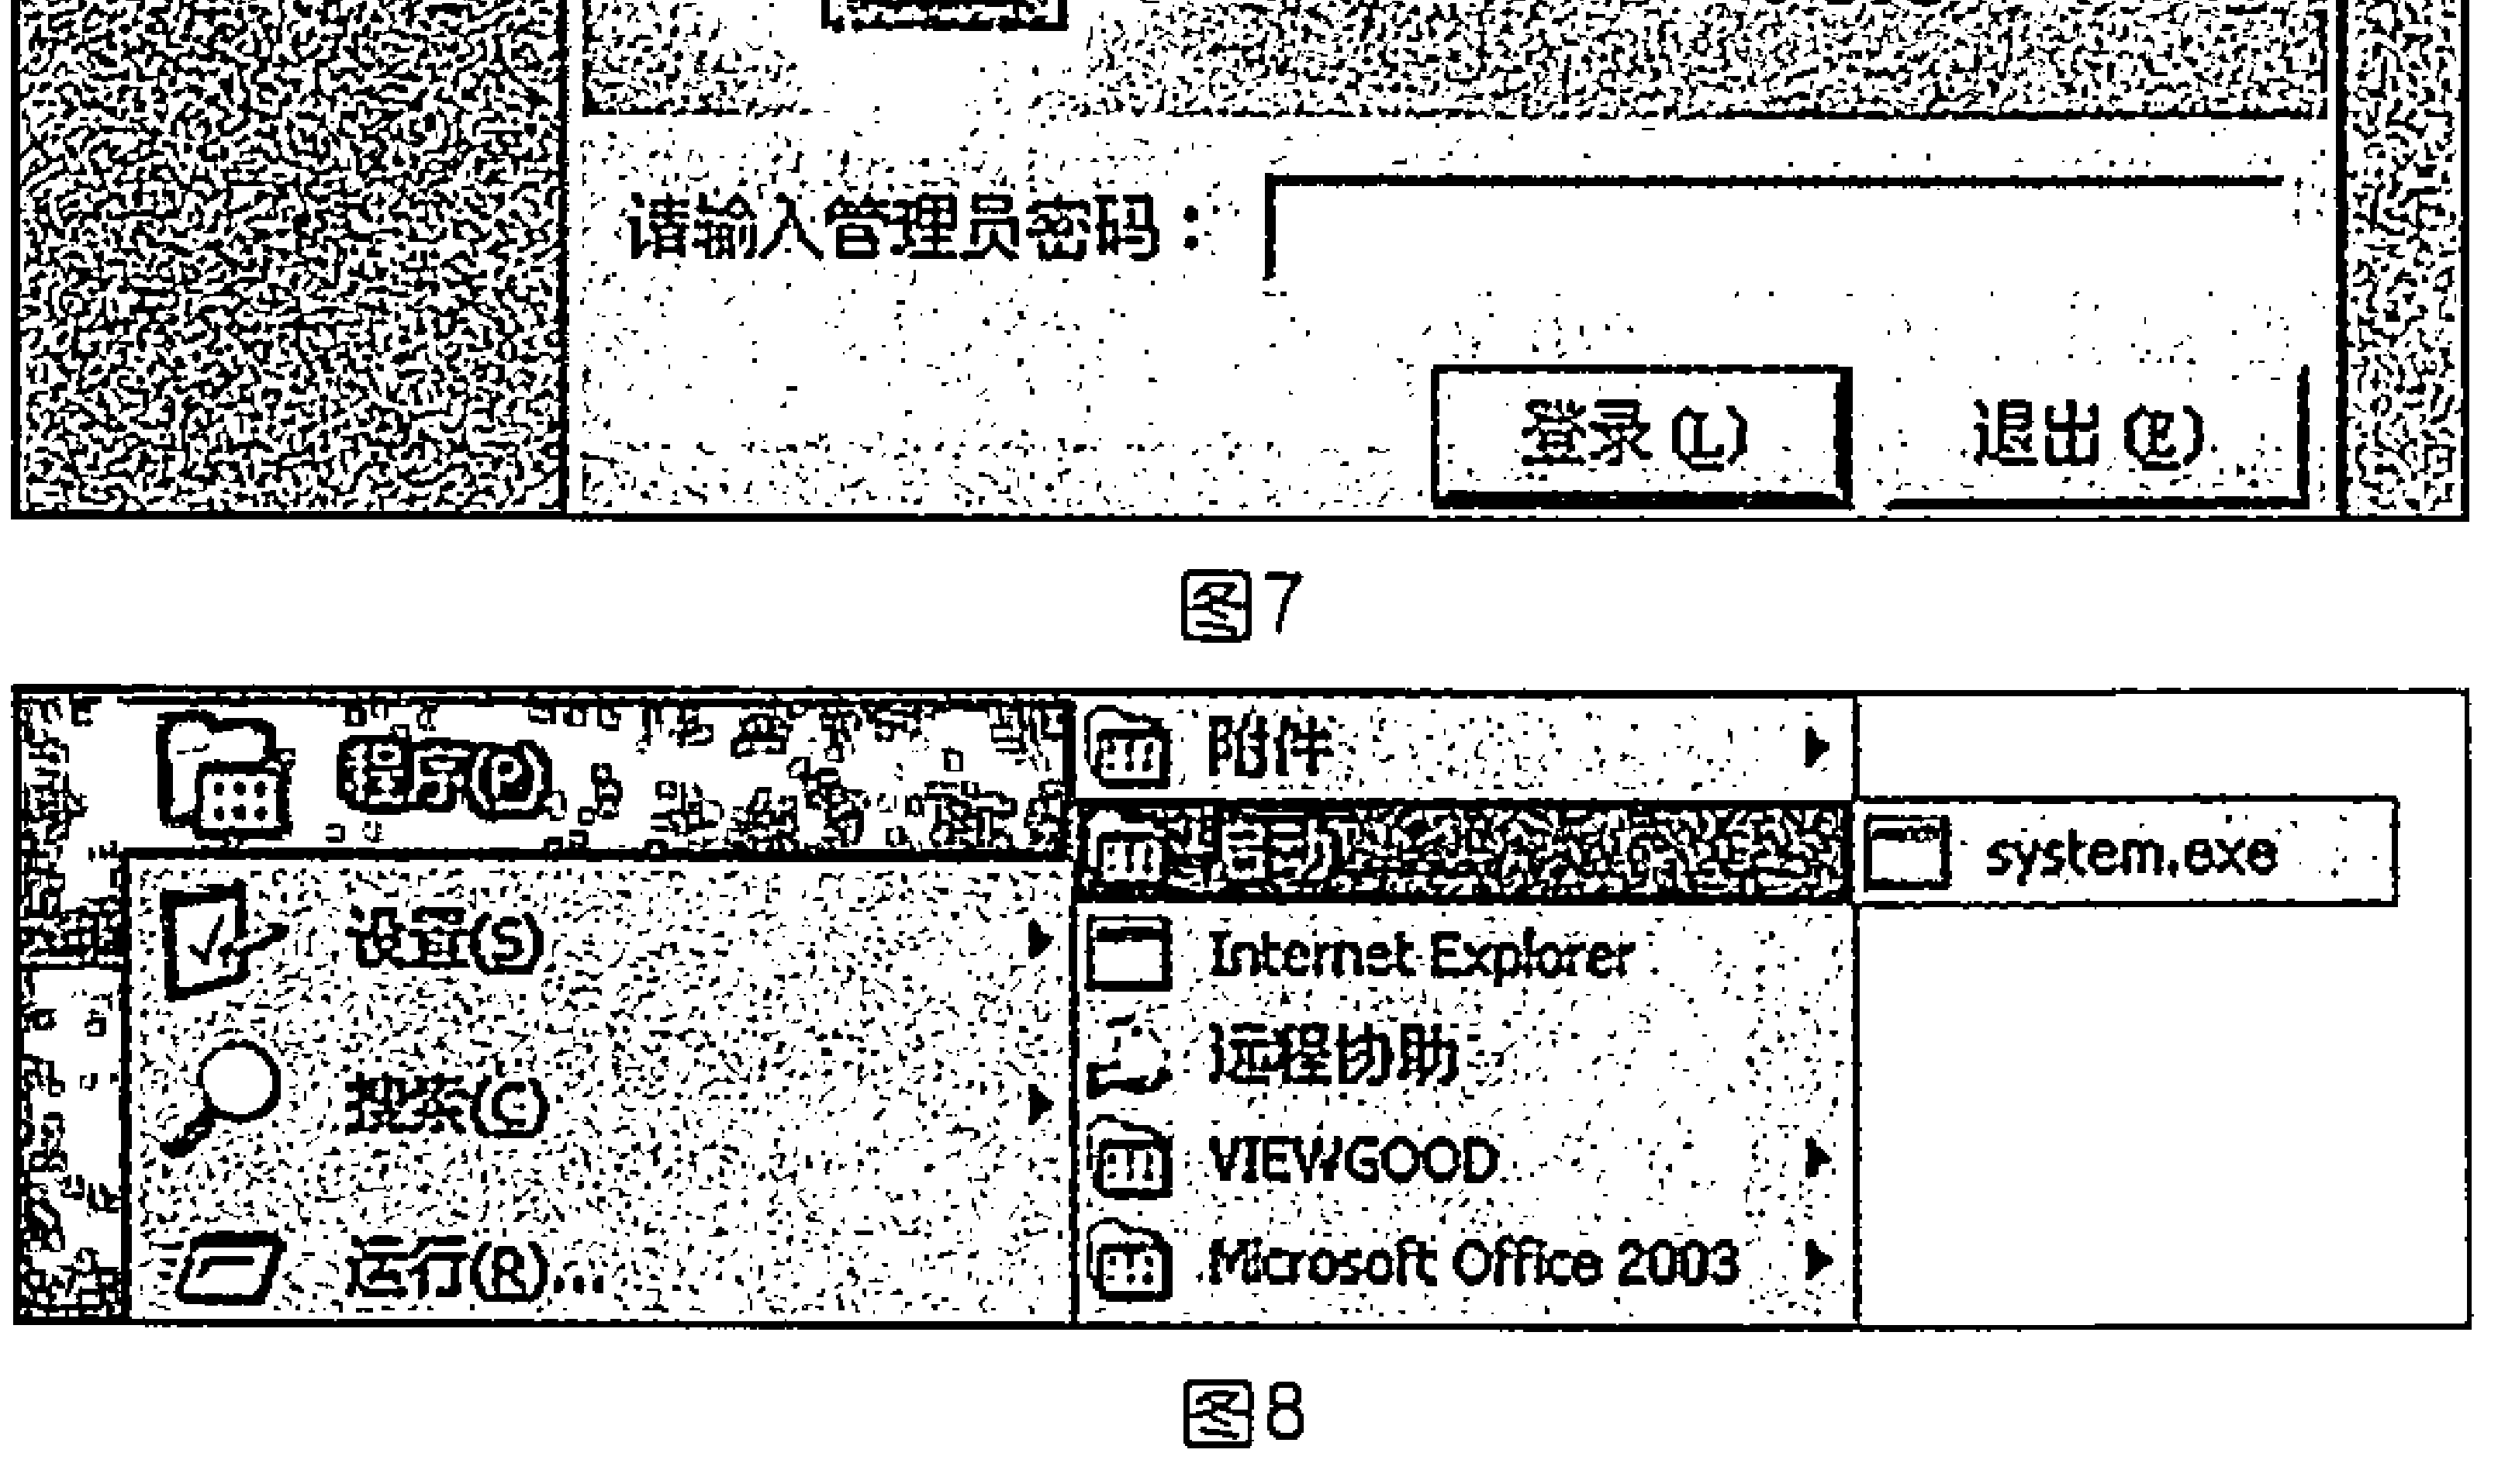 请输入管理员密码：
登录(L) 退出(E)
图7
程序(P)
设置(S)
搜索(C)
运行(R)...
附件
启动
Internet Explorer
远程协助
VIEWGOOD
Microsoft Office 2003
system.exe
图8